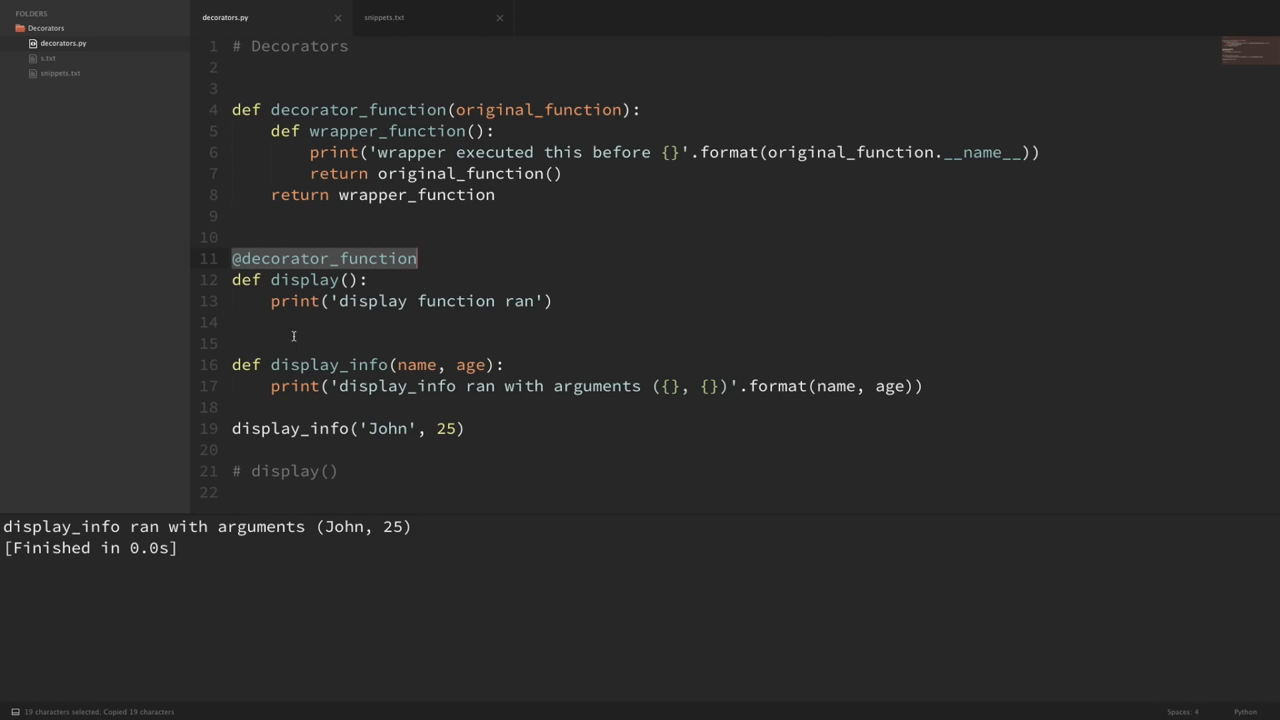 FOLDERS
Decorators
decorators.py
s.txt
snippets.txt
decorators.py × snippets.txt ×
1 # Decorators
2
3
4 def decorator_function(original_function):
5     def wrapper_function():
6         print('wrapper executed this before {}'.format(original_function.__name__))
7         return original_function()
8     return wrapper_function
9
10
11 @decorator_function
12 def display():
13     print('display function ran')
14
15
16 def display_info(name, age):
17     print('display_info ran with arguments ({}, {})'.format(name, age))
18
19 display_info('John', 25)
20
21 # display()
22
display_info ran with arguments (John, 25)
[Finished in 0.0s]
19 characters selected: Copied 19 characters Spaces: 4 Python